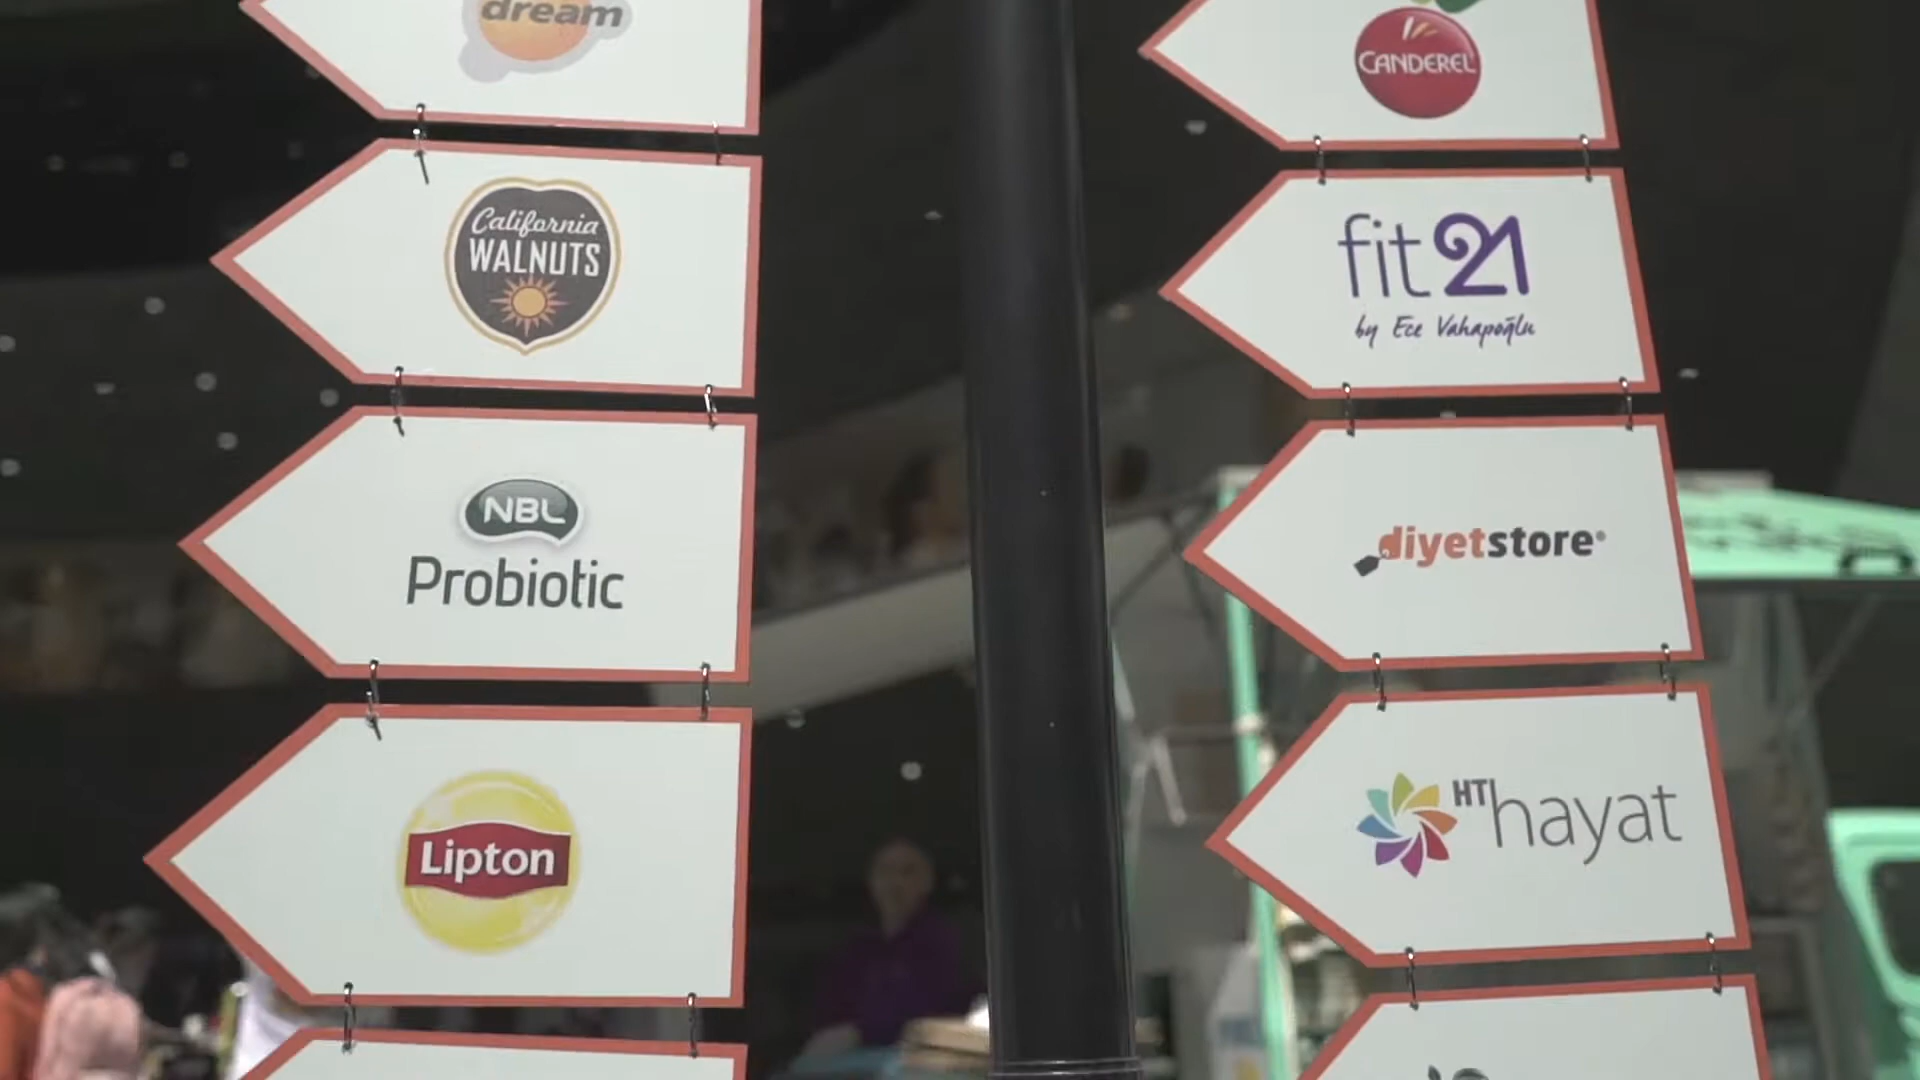 dream
California
WALNUTS
NBL
Probiotic
Lipton
CANDEREL
fit21
by Ece Vahapoğlu
diyetstore®
HT hayat